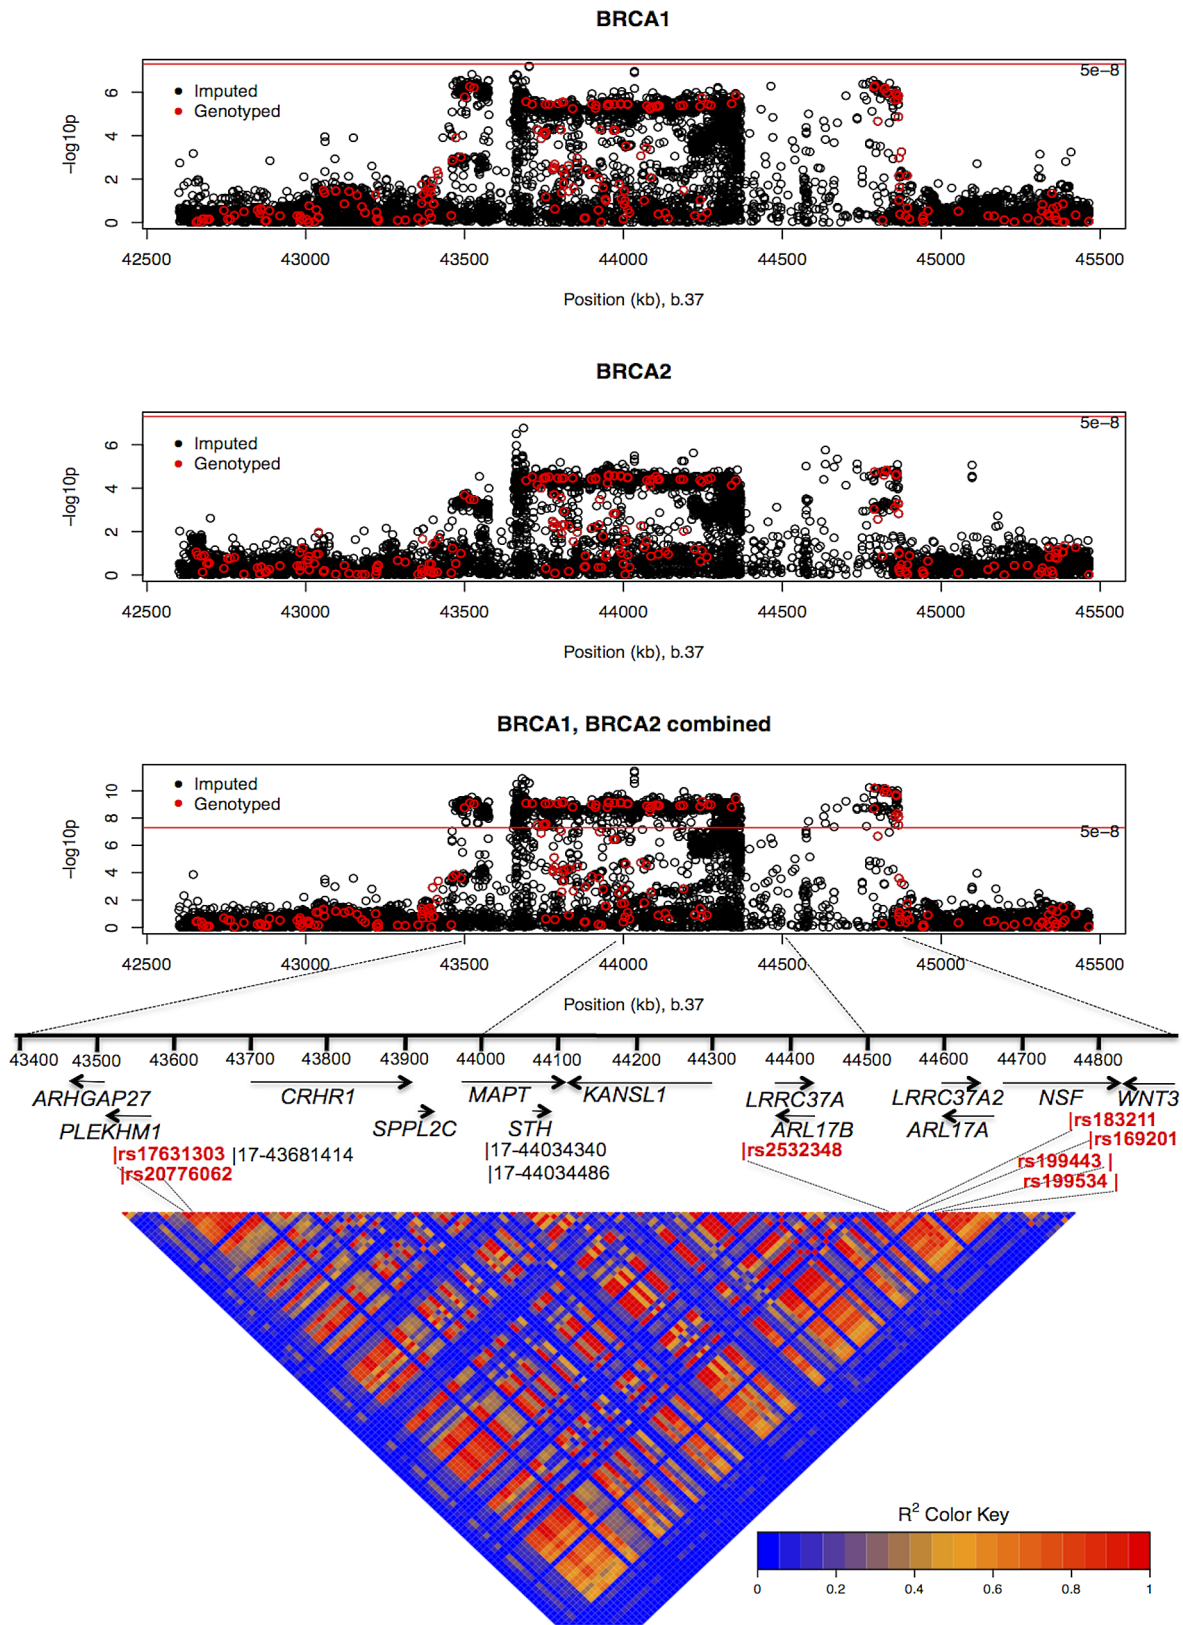 BRCA1
5e−8
Imputed
Genotyped
6
4
2
0
−log10p
42500 43000 43500 44000 44500 45000 45500
Position (kb), b.37
BRCA2
5e−8
Imputed
Genotyped
6
4
2
0
−log10p
42500 43000 43500 44000 44500 45000 45500
Position (kb), b.37
BRCA1, BRCA2 combined
Imputed
Genotyped
5e−8
10
8
6
4
2
0
−log10p
42500 43000 43500 44000 44500 45000 45500
Position (kb), b.37
43400 43500 43600 43700 43800 43900 44000 44100 44200 44300 44400 44500 44600 44700 44800
ARHGAP27 CRHR1 MAPT KANSL1 LRRC37A LRRC37A2 NSF WNT3
PLEKHM1 SPPL2C STH ARL17B ARL17A
|rs183211
|rs169201
|rs17631303 |17-43681414 |17-44034340 |rs2532348 rs199443 |
|rs20776062 |17-44034486 rs199534 |
R2 Color Key
0 0.2 0.4 0.6 0.8 1